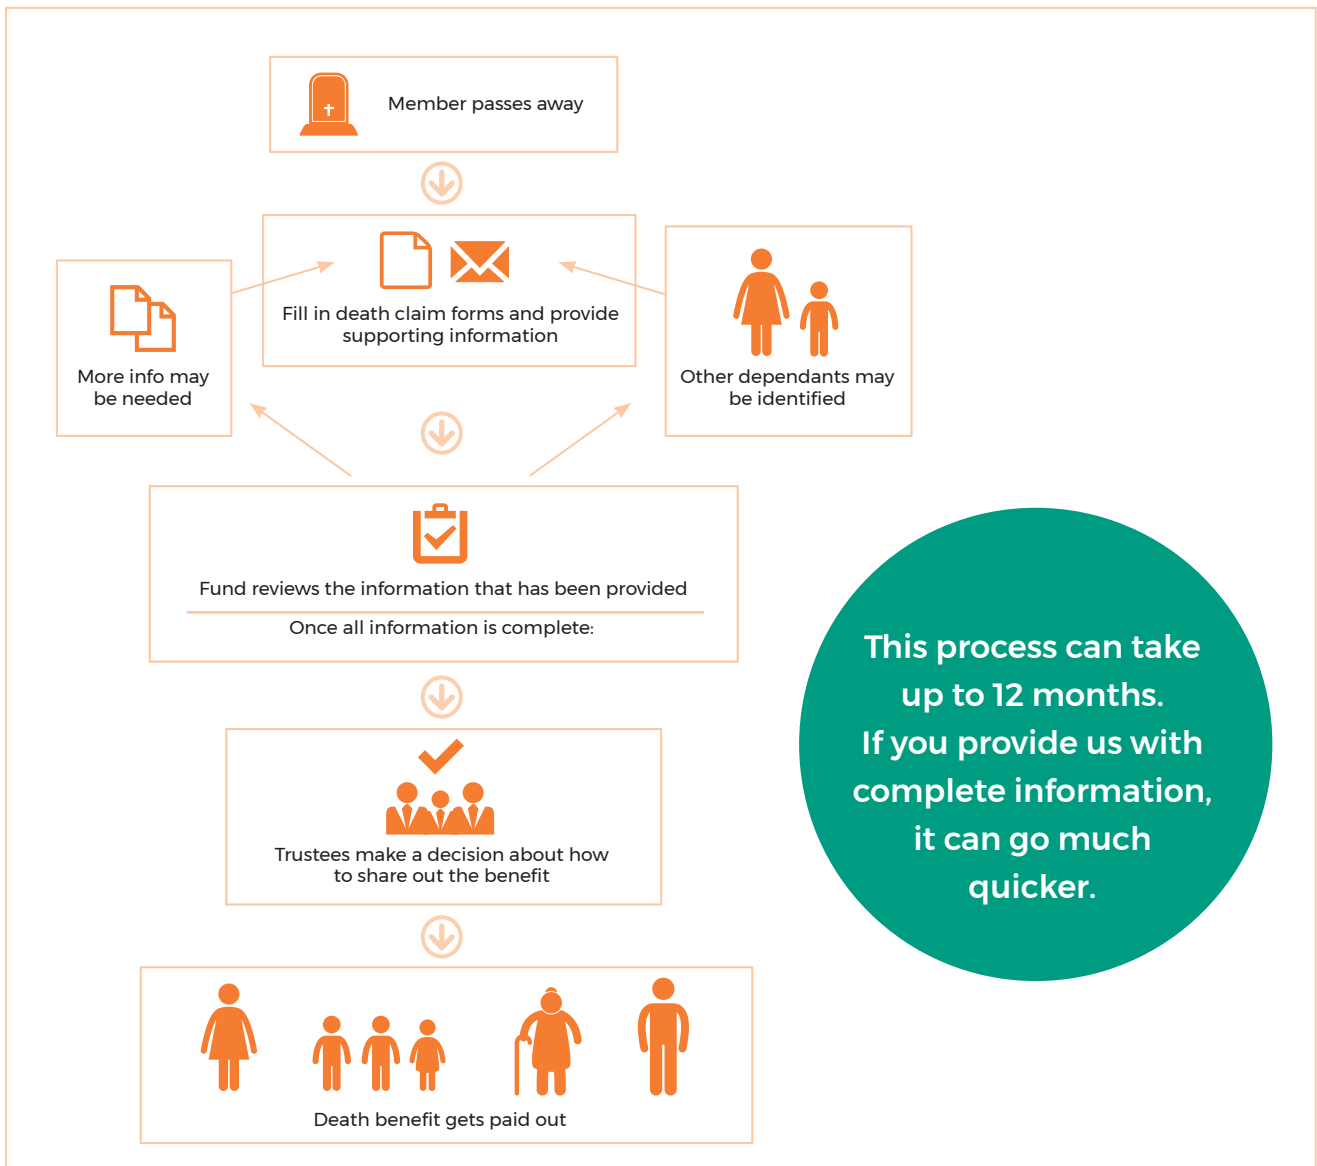 Member passes away
Fill in death claim forms and provide
supporting information
More info may
be needed
Other dependants may
be identified
Fund reviews the information that has been provided
Once all information is complete:
Trustees make a decision about how
to share out the benefit
Death benefit gets paid out
This process can take
up to 12 months.
If you provide us with
complete information,
it can go much
quicker.